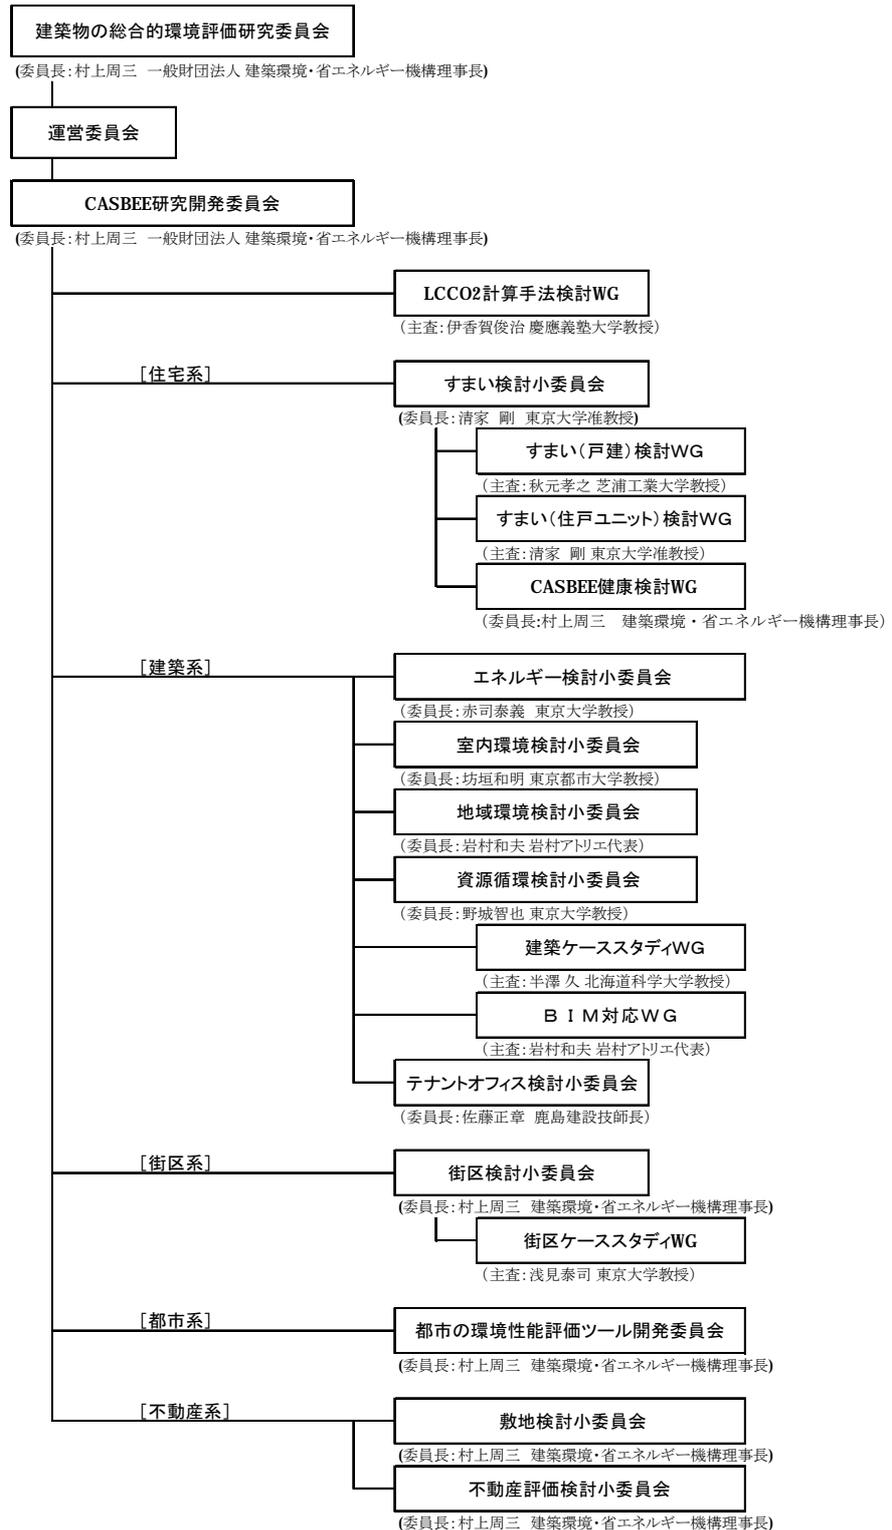 建築物の総合的環境評価研究委員会
(委員長：村上周三　一般財団法人 建築環境・省エネルギー機構理事長)
運営委員会
CASBEE研究開発委員会
(委員長：村上周三　一般財団法人 建築環境・省エネルギー機構理事長)
LCCO2計算手法検討WG
（主査：伊香賀俊治 慶應義塾大学教授）
［住宅系］
すまい検討小委員会
(委員長：清家　剛　東京大学准教授)
すまい（戸建）検討WG
（主査：秋元孝之 芝浦工業大学教授）
すまい（住戸ユニット）検討WG
（主査：清家　剛 東京大学准教授）
CASBEE健康検討WG
（委員長:村上周三　建築環境・省エネルギー機構理事長）
［建築系］
エネルギー検討小委員会
（委員長：赤司泰義　東京大学教授）
室内環境検討小委員会
（委員長：坊垣和明 東京都市大学教授）
地域環境検討小委員会
（委員長：岩村和夫 岩村アトリエ代表）
資源循環検討小委員会
（委員長：野城智也 東京大学教授）
建築ケーススタディWG
（主査：半澤 久 北海道科学大学教授）
ＢＩＭ対応ＷＧ
（主査：岩村和夫 岩村アトリエ代表）
テナントオフィス検討小委員会
（委員長：佐藤正章　鹿島建設技師長）
［街区系］
街区検討小委員会
(委員長：村上周三　建築環境・省エネルギー機構理事長)
街区ケーススタディWG
（主査：浅見泰司 東京大学教授）
［都市系］
都市の環境性能評価ツール開発委員会
(委員長：村上周三　建築環境・省エネルギー機構理事長)
［不動産系］
敷地検討小委員会
(委員長：村上周三　建築環境・省エネルギー機構理事長)
不動産評価検討小委員会
(委員長：村上周三　建築環境・省エネルギー機構理事長)